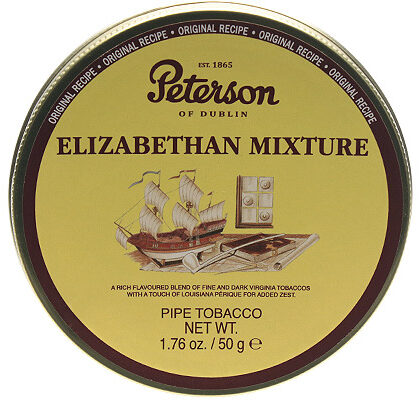 ORIGINAL RECIPE • ORIGINAL RECIPE • ORIGINAL RECIPE • ORIGINAL RECIPE • ORIGINAL RECIPE
EST. 1865
Peterson
OF DUBLIN
ELIZABETHAN MIXTURE
A RICH FLAVOURED BLEND OF FINE AND DARK VIRGINIA TOBACCOS
WITH A TOUCH OF LOUISIANA PÉRIQUE FOR ADDED ZEST.
PIPE TOBACCO
NET WT.
1.76 oz. / 50 g e